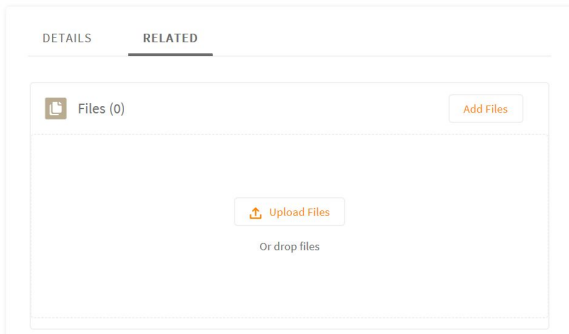 DETAILS RELATED
Files (0) Add Files
Upload Files
Or drop files